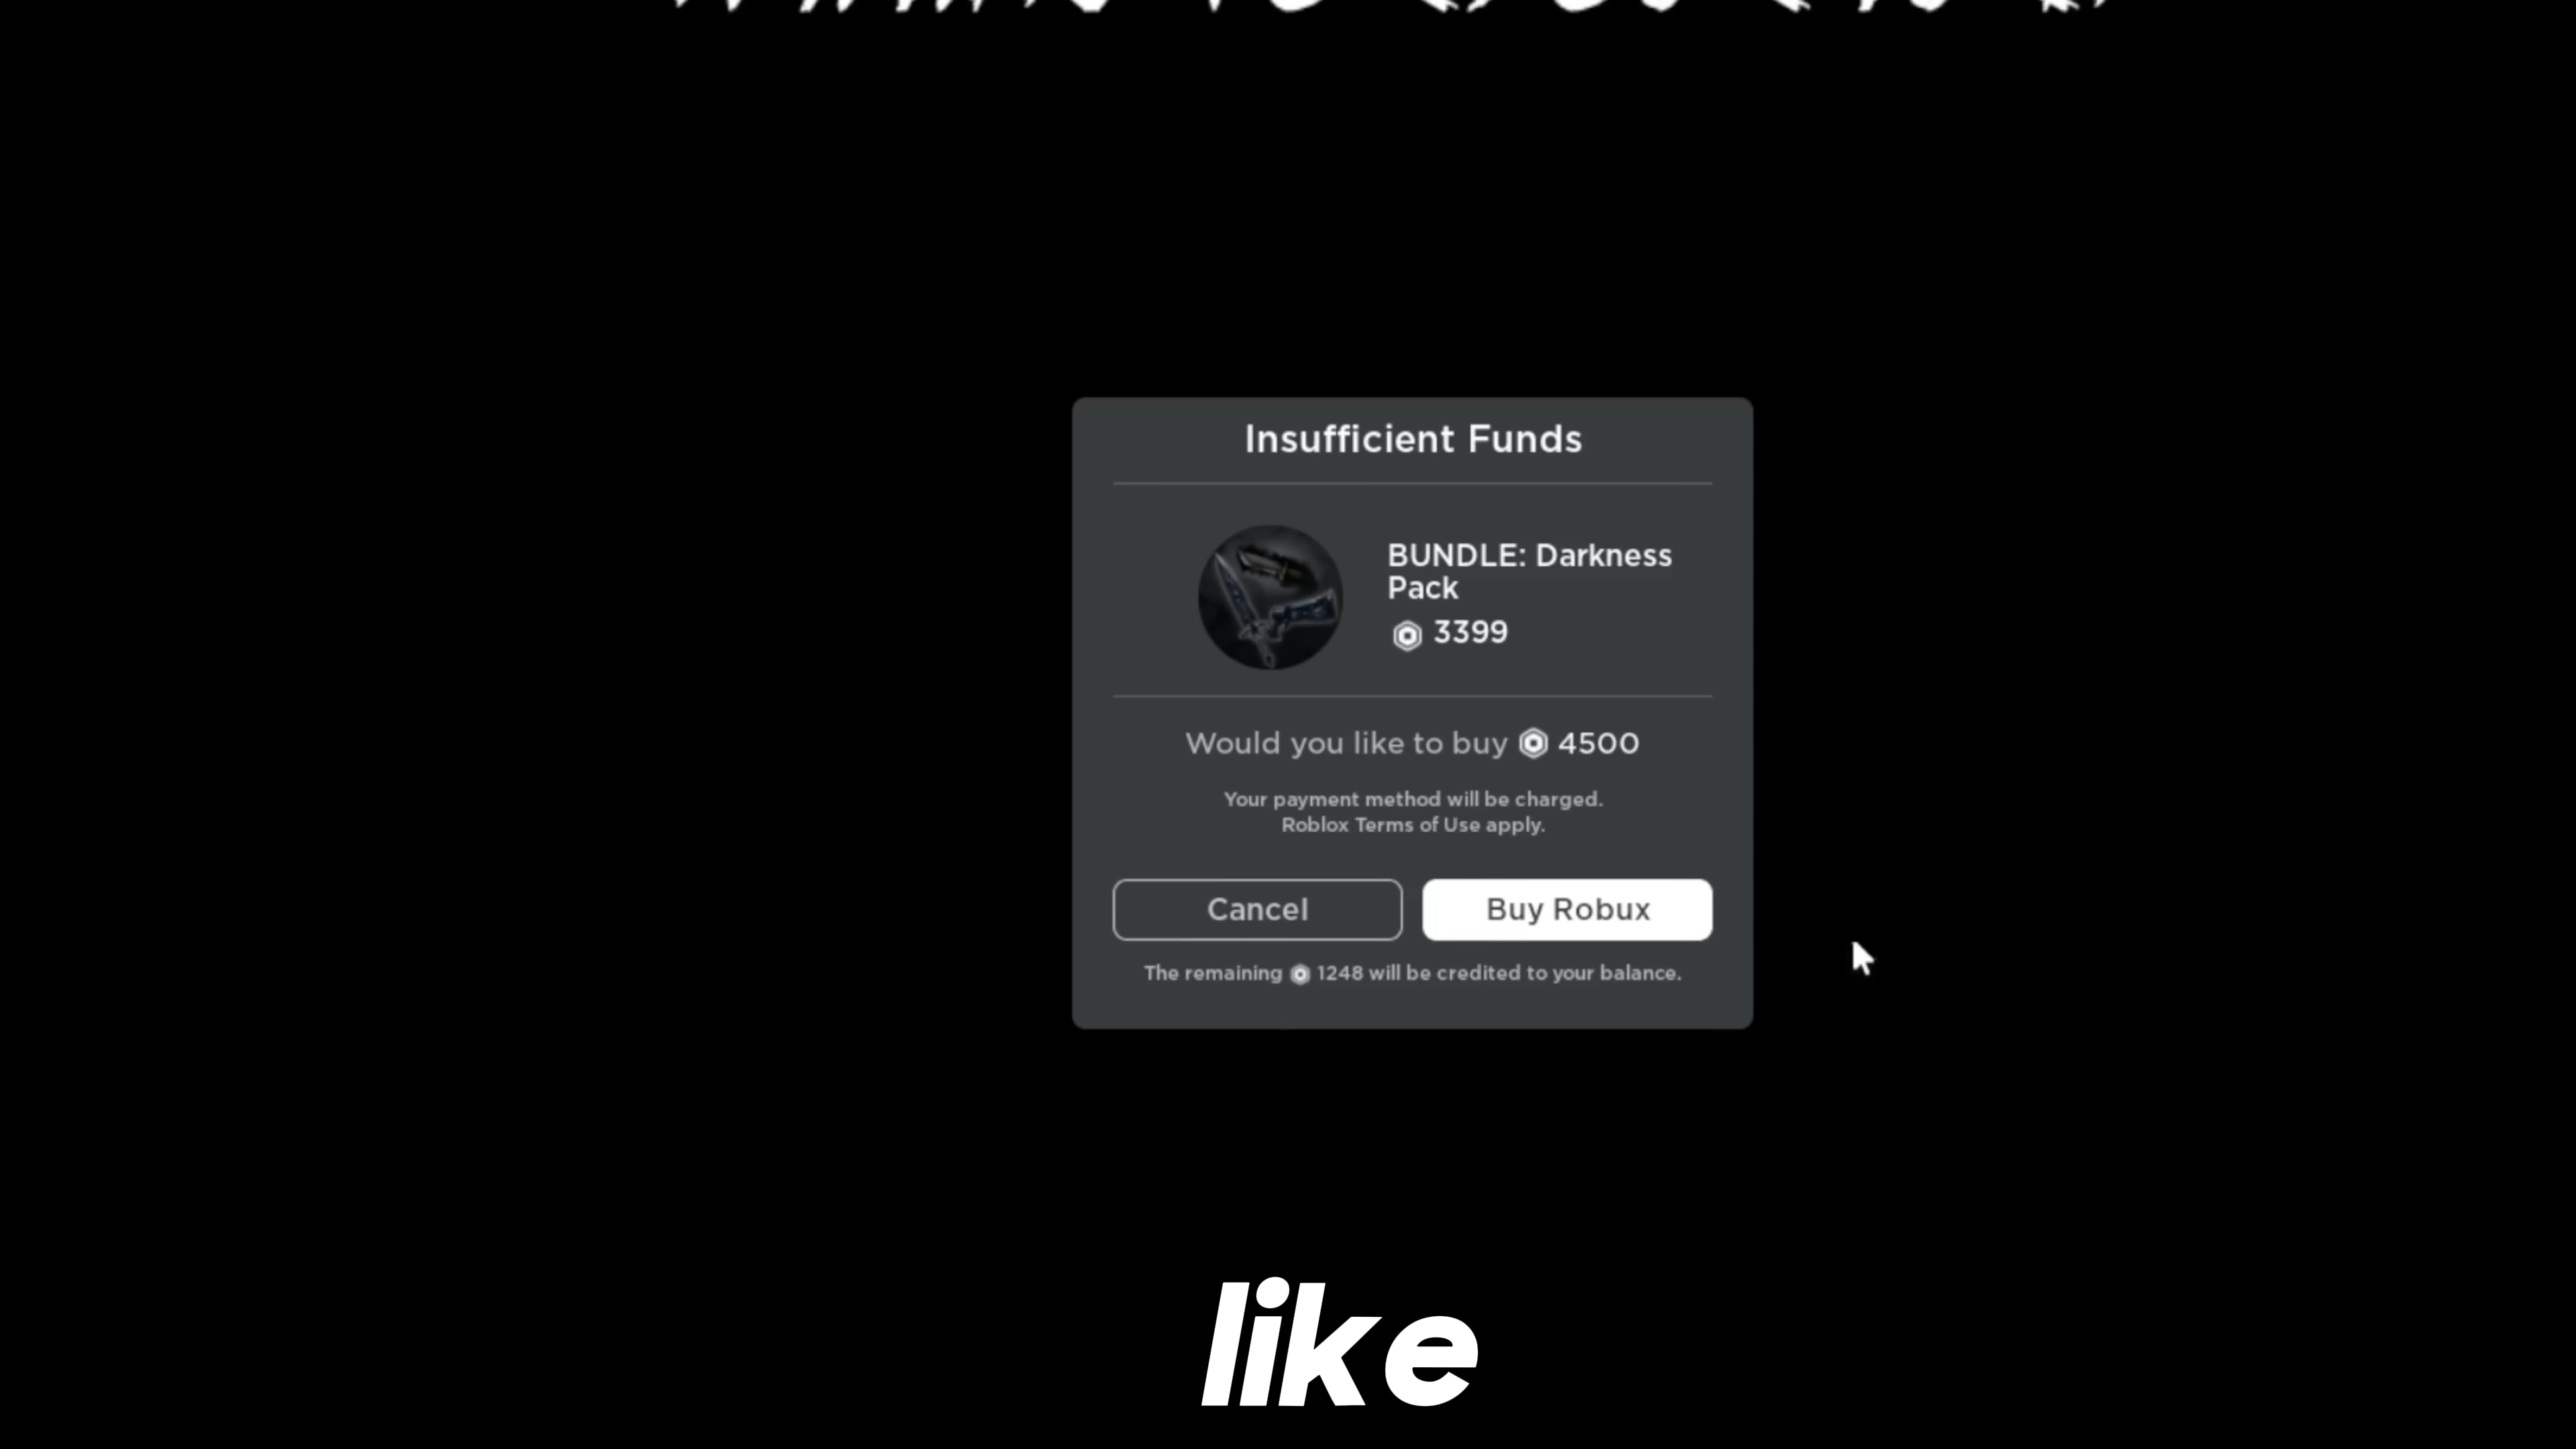 Insufficient Funds
BUNDLE: Darkness
Pack
3399
Would you like to buy 4500
Your payment method will be charged.
Roblox Terms of Use apply.
Cancel
Buy Robux
The remaining 1248 will be credited to your balance.
like